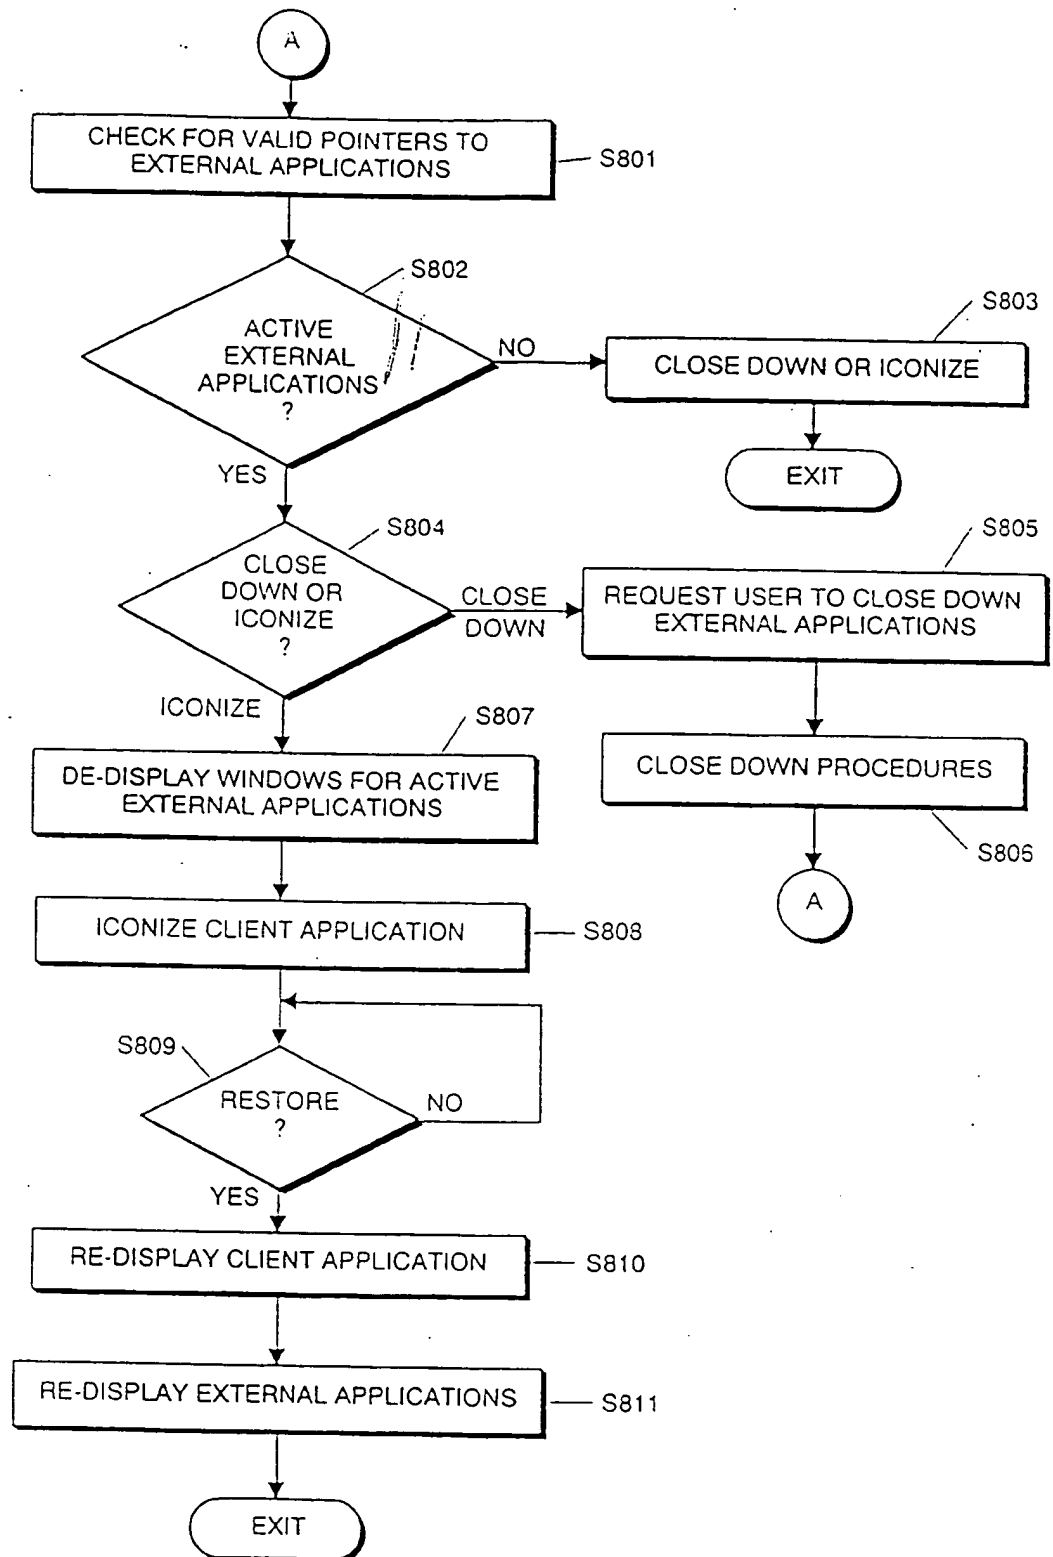 A
CHECK FOR VALID POINTERS TO
EXTERNAL APPLICATIONS
S801
S802
ACTIVE
EXTERNAL
APPLICATIONS
?
NO
YES
S803
CLOSE DOWN OR ICONIZE
EXIT
S804
CLOSE
DOWN OR
ICONIZE
?
CLOSE
DOWN
ICONIZE
S805
REQUEST USER TO CLOSE DOWN
EXTERNAL APPLICATIONS
CLOSE DOWN PROCEDURES
S806
A
S807
DE-DISPLAY WINDOWS FOR ACTIVE
EXTERNAL APPLICATIONS
ICONIZE CLIENT APPLICATION
S808
S809
RESTORE
?
NO
YES
RE-DISPLAY CLIENT APPLICATION
S810
RE-DISPLAY EXTERNAL APPLICATIONS
S811
EXIT